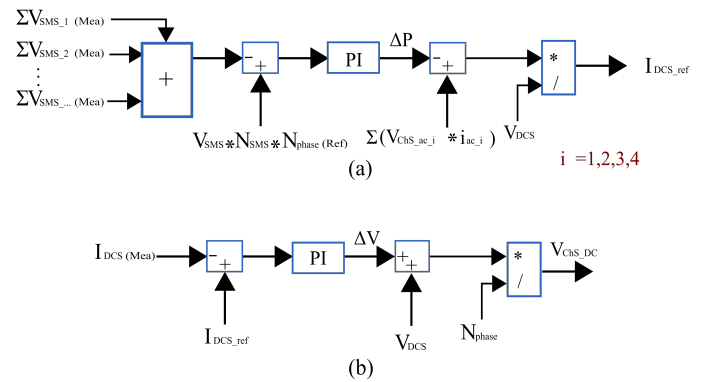 ΣV_SMS_1 (Mea)
ΣV_SMS_2 (Mea)
⋮
ΣV_SMS_... (Mea)
+
- +
PI
ΔP
- +
*
/
I_DCS_ref
V_SMS*N_SMS*N_phase (Ref)
Σ(V_ChS_ac_i *i_ac_i)
V_DCS
(a)
i =1,2,3,4
I_DCS (Mea)
- +
PI
ΔV
+ +
*
/
V_ChS_DC
I_DCS_ref
V_DCS
N_phase
(b)